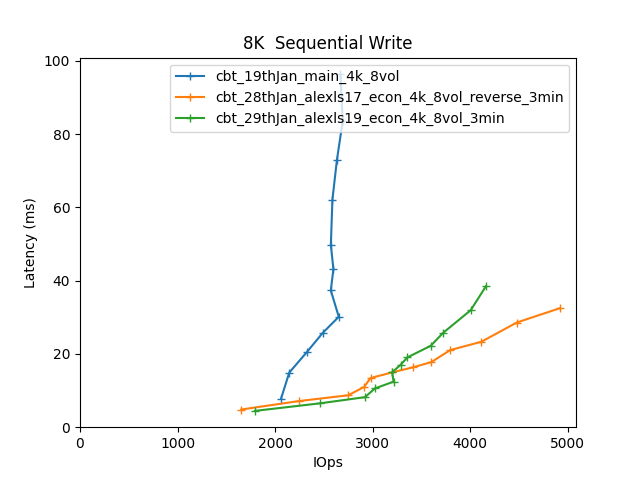 8K  Sequential Write
cbt_19thJan_main_4k_8vol
cbt_28thJan_alexls17_econ_4k_8vol_reverse_3min
cbt_29thJan_alexls19_econ_4k_8vol_3min
Latency (ms)
100
80
60
40
20
0
0 1000 2000 3000 4000 5000
IOps